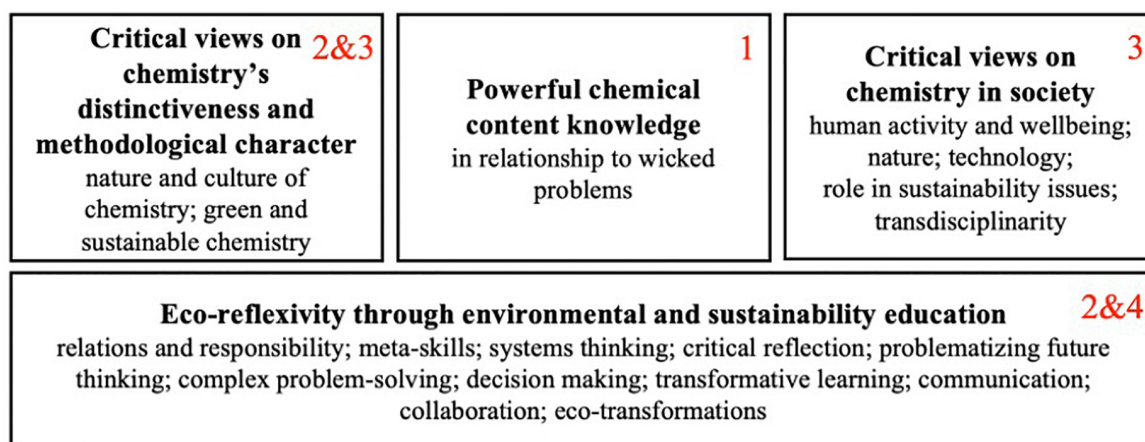 Critical views on 2&3
chemistry’s
distinctiveness and
methodological character
nature and culture of
chemistry; green and
sustainable chemistry
1
Powerful chemical
content knowledge
in relationship to wicked
problems
3
Critical views on
chemistry in society
human activity and wellbeing;
nature; technology;
role in sustainability issues;
transdisciplinarity
2&4
Eco-reflexivity through environmental and sustainability education
relations and responsibility; meta-skills; systems thinking; critical reflection; problematizing future
thinking; complex problem-solving; decision making; transformative learning; communication;
collaboration; eco-transformations